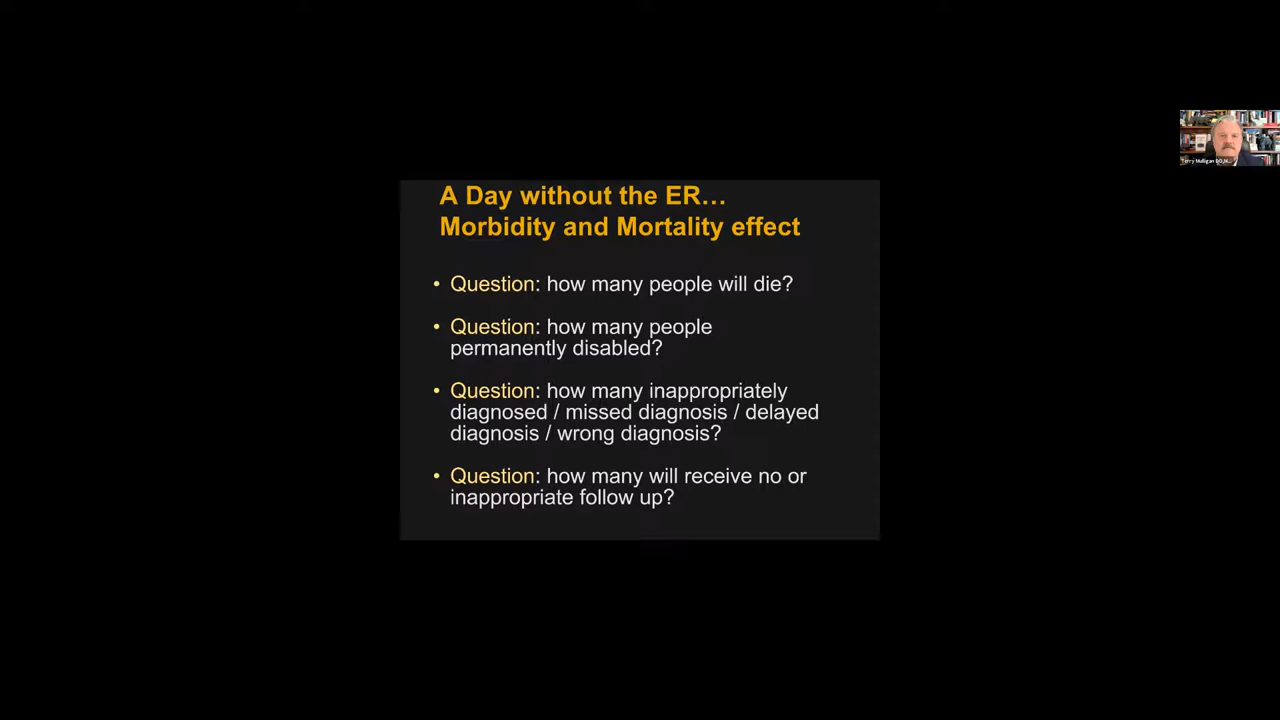 A Day without the ER…
Morbidity and Mortality effect
• Question: how many people will die?
• Question: how many people
permanently disabled?
• Question: how many inappropriately
diagnosed / missed diagnosis / delayed
diagnosis / wrong diagnosis?
• Question: how many will receive no or
inappropriate follow up?
Terry Mulligan